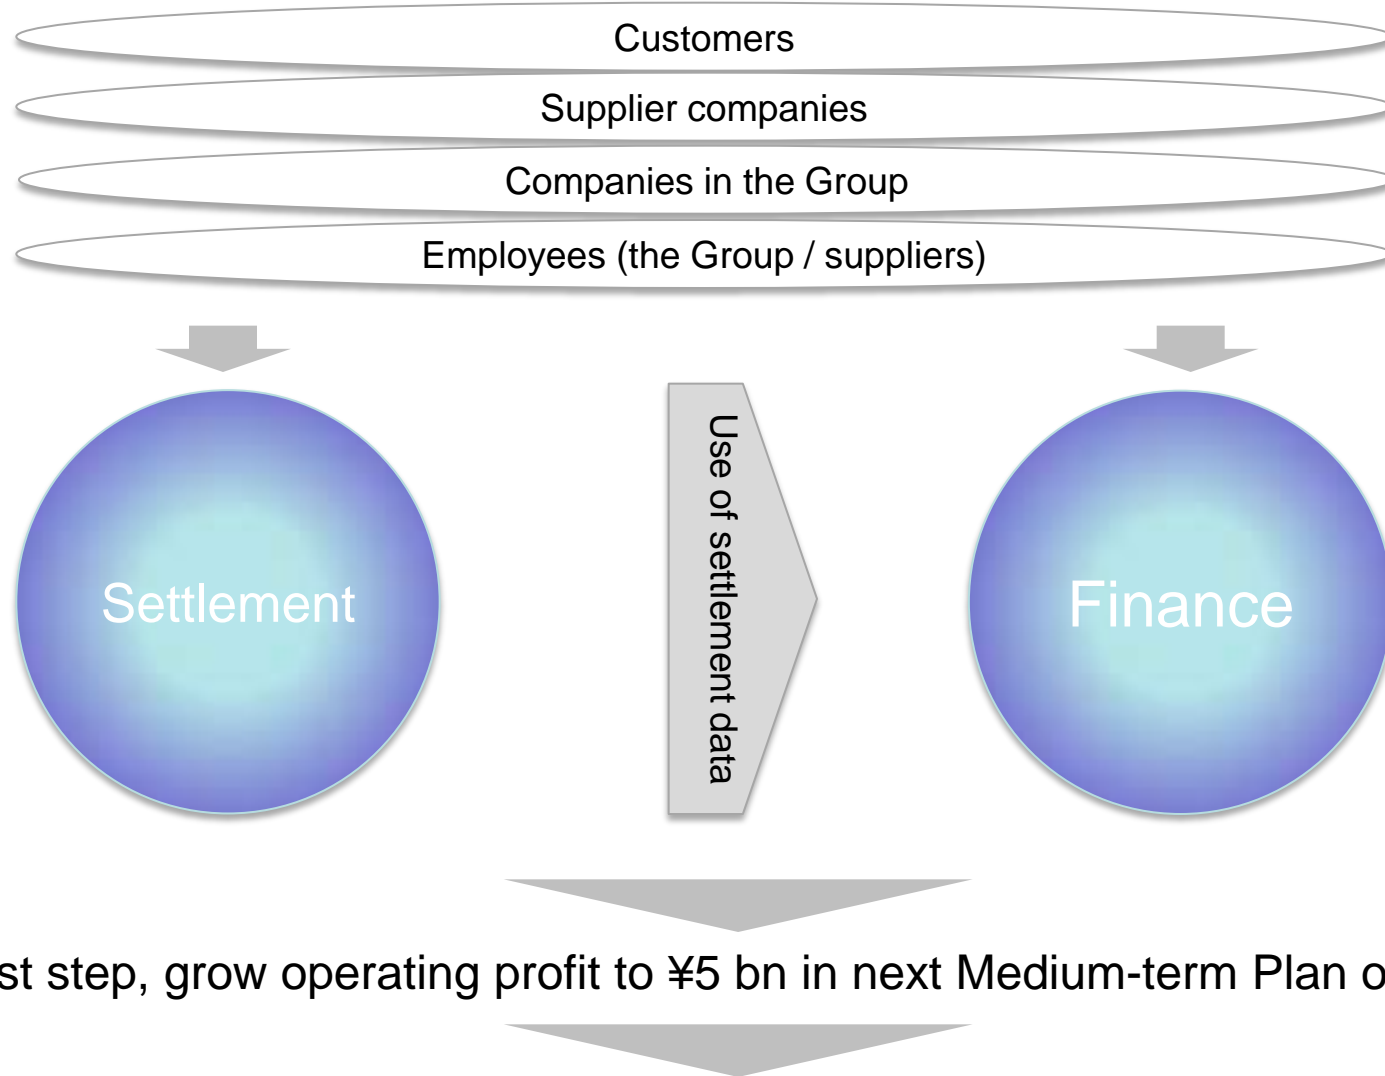 Customers
Supplier companies
Companies in the Group
Employees (the Group / suppliers)
Use of settlement data
Settlement
Finance
st step, grow operating profit to ¥5 bn in next Medium-term Plan o